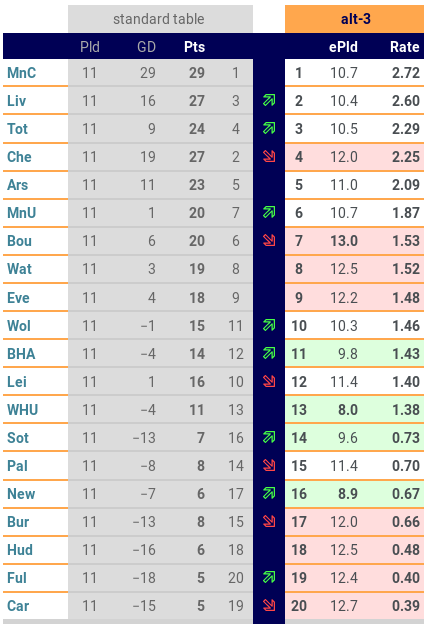 standard table alt-3
Pld GD Pts ePld Rate
MnC 11 29 29 1 1 10.7 2.72
Liv 11 16 27 3 2 10.4 2.60
Tot 11 9 24 4 3 10.5 2.29
Che 11 19 27 2 4 12.0 2.25
Ars 11 11 23 5 5 11.0 2.09
MnU 11 1 20 7 6 10.7 1.87
Bou 11 6 20 6 7 13.0 1.53
Wat 11 3 19 8 8 12.5 1.52
Eve 11 4 18 9 9 12.2 1.48
Wol 11 −1 15 11 10 10.3 1.46
BHA 11 −4 14 12 11 9.8 1.43
Lei 11 1 16 10 12 11.4 1.40
WHU 11 −4 11 13 13 8.0 1.38
Sot 11 −13 7 16 14 9.6 0.73
Pal 11 −8 8 14 15 11.4 0.70
New 11 −7 6 17 16 8.9 0.67
Bur 11 −13 8 15 17 12.0 0.66
Hud 11 −16 6 18 18 12.5 0.48
Ful 11 −18 5 20 19 12.4 0.40
Car 11 −15 5 19 20 12.7 0.39